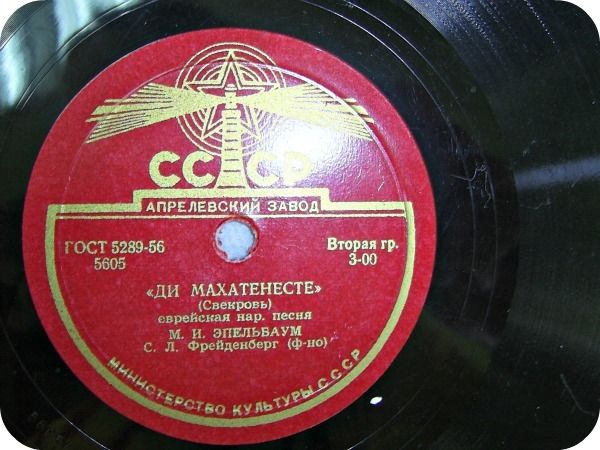 СССР
АПРЕЛЕВСКИЙ ЗАВОД
ГОСТ 5289-56
5605
Вторая гр.
3-00
«ДИ МАХАТЕНЕСТЕ»
(Свекровь)
еврейская нар. песня
М. И. ЭПЕЛЬБАУМ
С. Л. Фрейденберг (ф-но)
МИНИСТЕРСТВО КУЛЬТУРЫ СССР